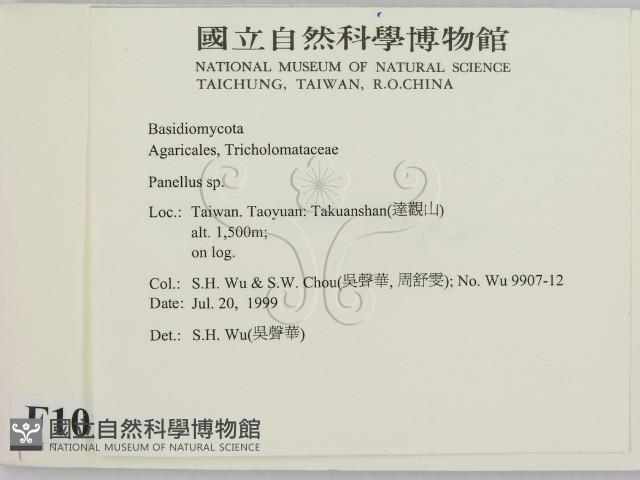 國立自然科學博物館
NATIONAL MUSEUM OF NATURAL SCIENCE
TAICHUNG, TAIWAN, R.O.CHINA
Basidiomycota
Agaricales, Tricholomataceae
Panellus sp.
Loc.: Taiwan. Taoyuan: Takuanshan(達觀山)
alt. 1,500m;
on log.
Col.: S.H. Wu & S.W. Chou(吳聲華, 周舒雯); No. Wu 9907-12
Date: Jul. 20, 1999
Det.: S.H. Wu(吳聲華)
F10
國立自然科學博物館
NATIONAL MUSEUM OF NATURAL SCIENCE